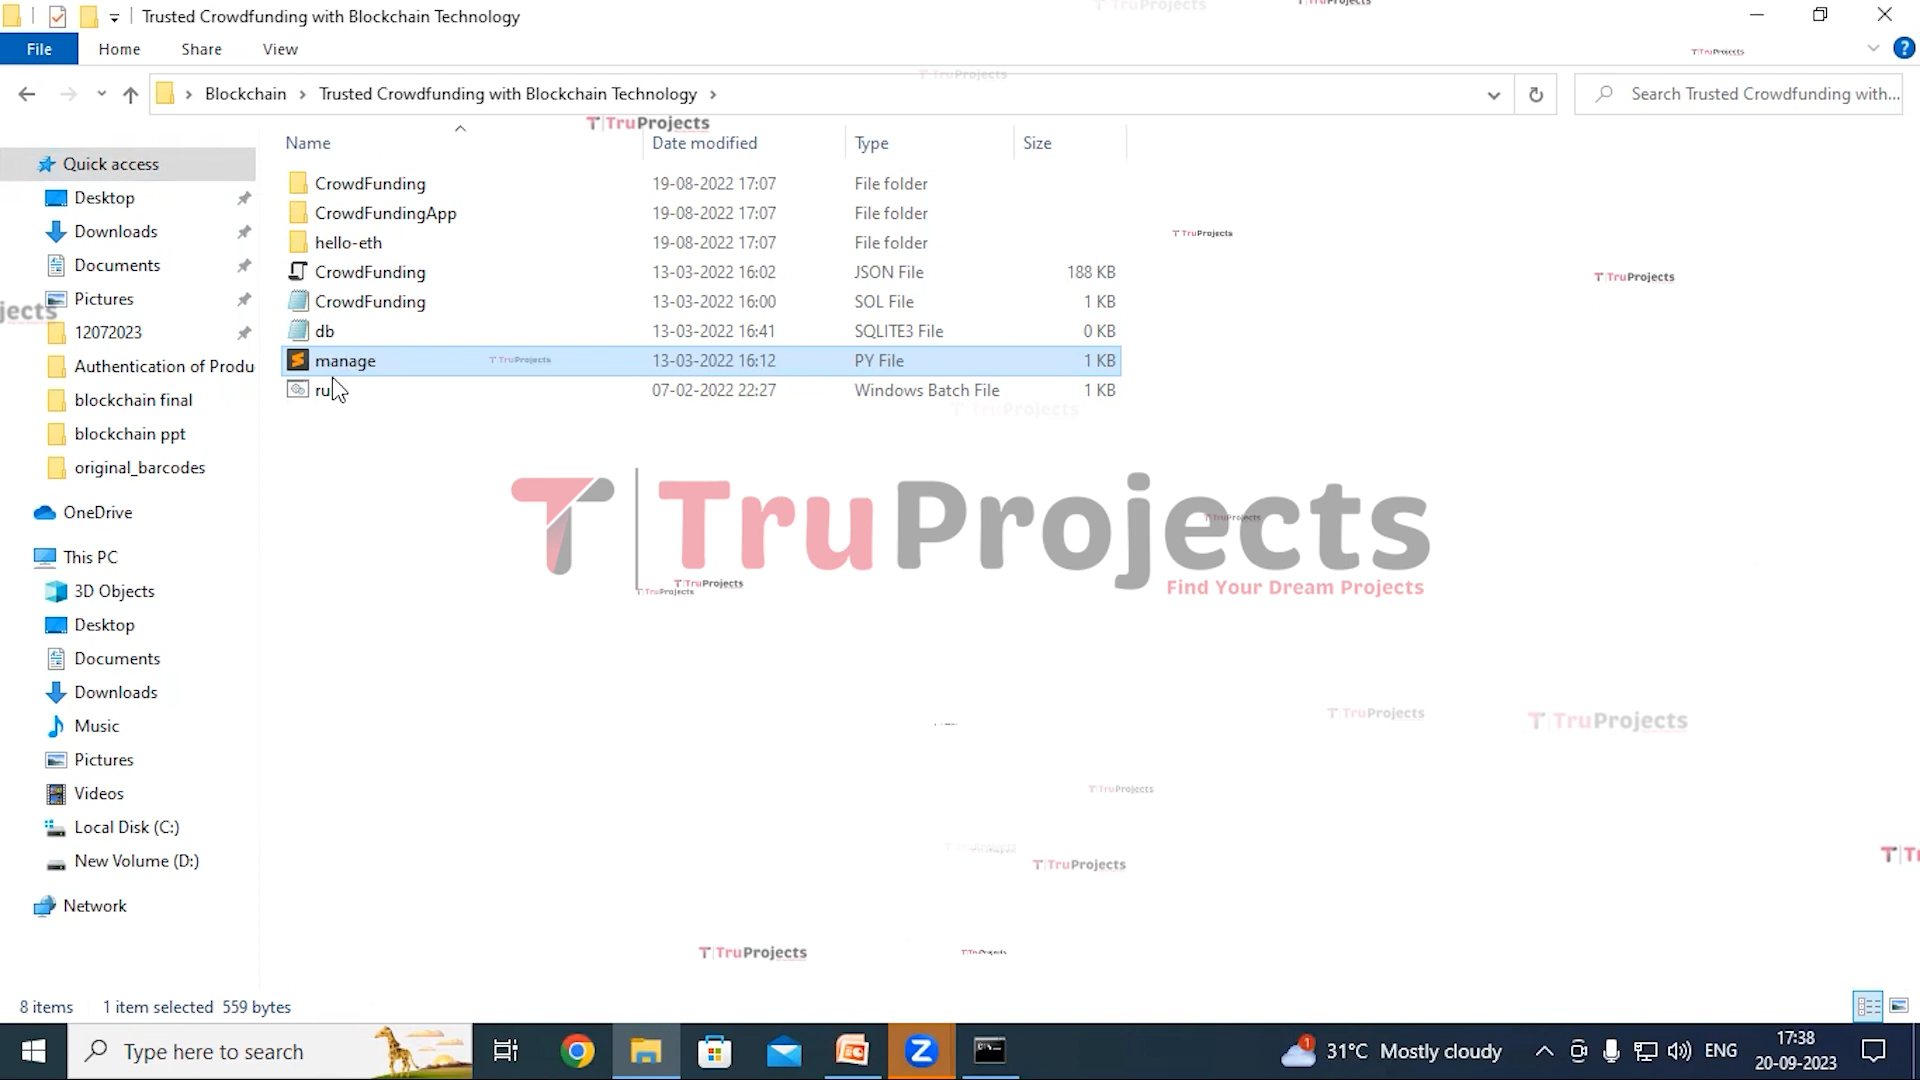 Trusted Crowdfunding with Blockchain Technology
File Home Share View
Blockchain Trusted Crowdfunding with Blockchain Technology
Search Trusted Crowdfunding with...
Name Date modified Type Size
CrowdFunding 19-08-2022 17:07 File folder
CrowdFundingApp 19-08-2022 17:07 File folder
hello-eth 19-08-2022 17:07 File folder
CrowdFunding 13-03-2022 16:02 JSON File 188 KB
CrowdFunding 13-03-2022 16:00 SOL File 1 KB
db 13-03-2022 16:41 SQLITE3 File 0 KB
manage 13-03-2022 16:12 PY File 1 KB
07-02-2022 22:27 Windows Batch File 1 KB
Quick access
Desktop
Downloads
Documents
Pictures
12072023
Authentication of Produ
blockchain final
blockchain ppt
original_barcodes
OneDrive
This PC
3D Objects
Desktop
Documents
Downloads
Music
Pictures
Videos
Local Disk (C:)
New Volume (D:)
Network
TruProjects
Find Your Dream Projects
TruProjects
TruProjects
TruProjects
TruProjects
TruProjects
TruProjects
TruProjects
TruProjects
TruProjects
8 items 1 item selected 559 bytes
Type here to search
31°C Mostly cloudy
ENG
17:38
20-09-2023